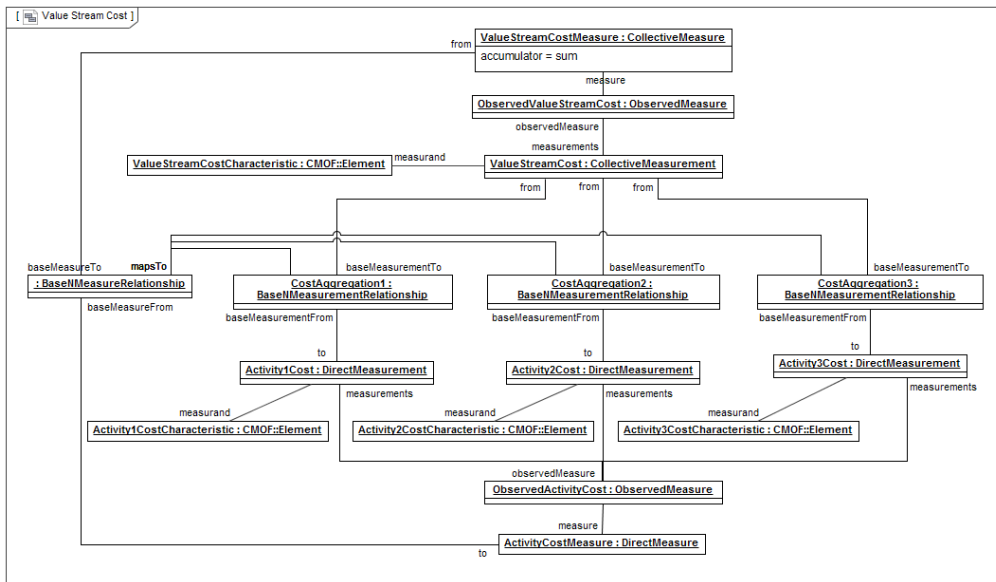 [ Value Stream Cost ]
from
ValueStreamCostMeasure : CollectiveMeasure
accumulator = sum
measure
ObservedValueStreamCost : ObservedMeasure
observedMeasure
measurements
ValueStreamCostCharacteristic : CMOF::Element
measurand
ValueStreamCost : CollectiveMeasurement
from
from
from
baseMeasureTo
mapsTo
baseMeasurementTo
baseMeasurementTo
baseMeasurementTo
: BaseNMeasureRelationship
CostAggregation1 :
BaseNMeasurementRelationship
CostAggregation2 :
BaseNMeasurementRelationship
CostAggregation3 :
BaseNMeasurementRelationship
baseMeasureFrom
baseMeasurementFrom
baseMeasurementFrom
baseMeasurementFrom
to
to
to
Activity1Cost : DirectMeasurement
Activity2Cost : DirectMeasurement
Activity3Cost : DirectMeasurement
measurements
measurements
measurements
measurand
measurand
measurand
Activity1CostCharacteristic : CMOF::Element
Activity2CostCharacteristic : CMOF::Element
Activity3CostCharacteristic : CMOF::Element
observedMeasure
ObservedActivityCost : ObservedMeasure
measure
ActivityCostMeasure : DirectMeasure
to